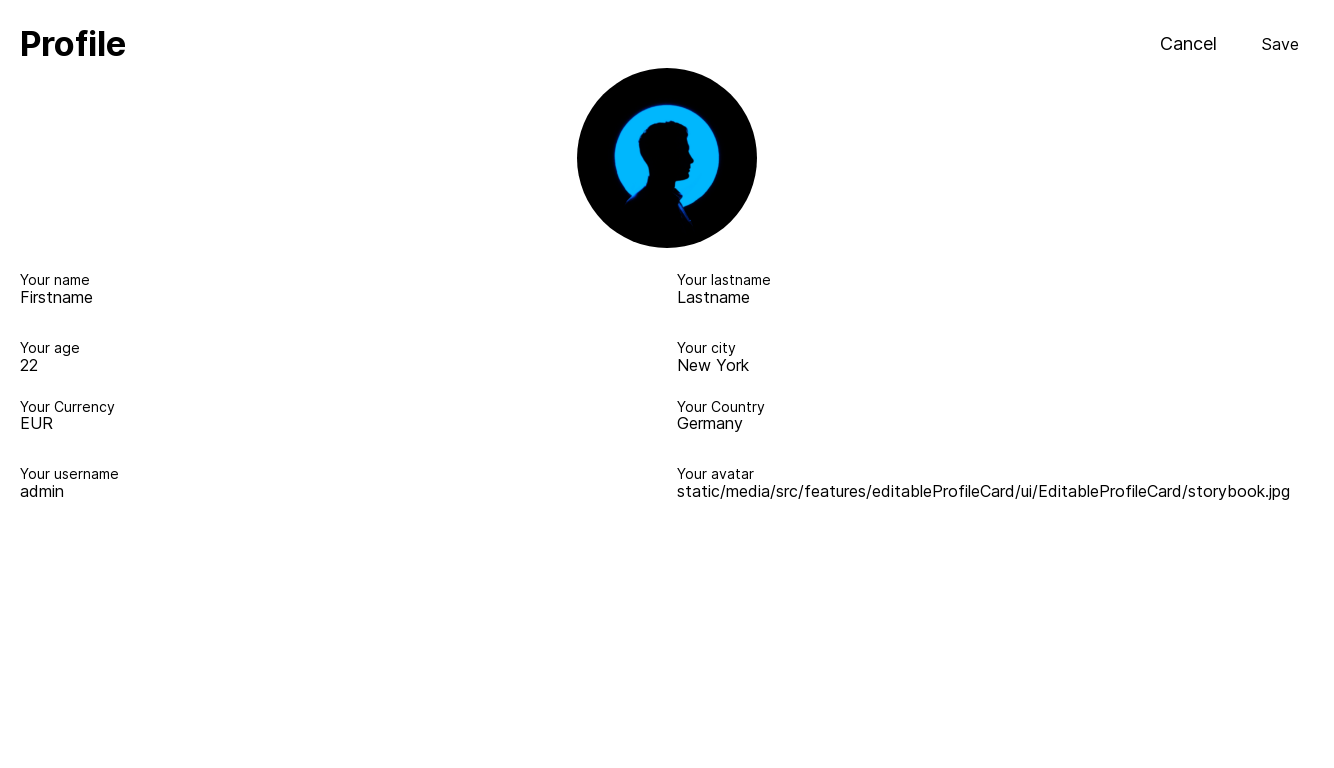 Profile
Cancel
Save
Your name
Firstname
Your lastname
Lastname
Your age
22
Your city
New York
Your Currency
EUR
Your Country
Germany
Your username
admin
Your avatar
static/media/src/features/editableProfileCard/ui/EditableProfileCard/storybook.jpg